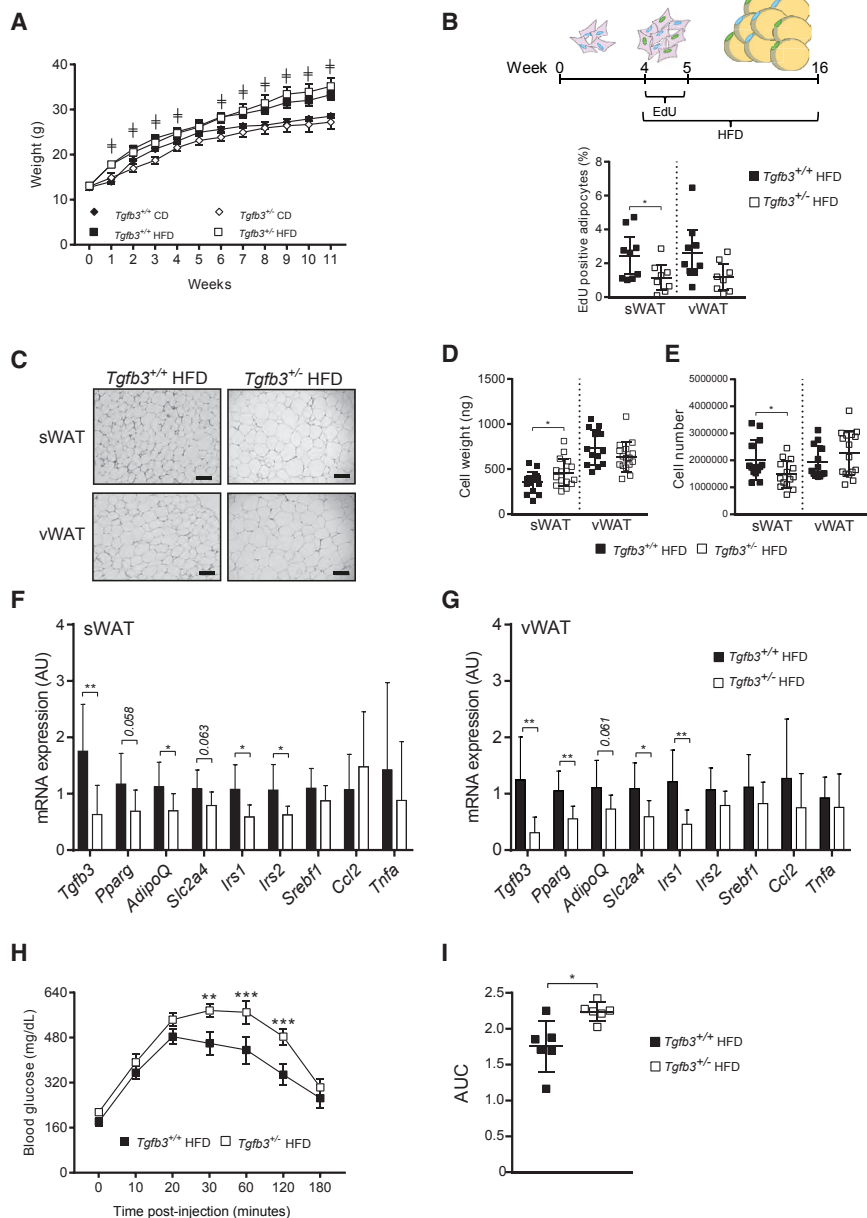 A
Weight (g)
40
30
20
10
0
‡ ‡ ‡ ‡ ‡ ‡ ‡ ‡ ‡ ‡
Tgfb3+/+ CD
Tgfb3+/- CD
Tgfb3+/+ HFD
Tgfb3+/- HFD
0 1 2 3 4 5 6 7 8 9 10 11
Weeks
B
Week 0 4 5 16
EdU
HFD
EdU positive adipocytes (%)
8
6
4
2
0
*
sWAT vWAT
Tgfb3+/+ HFD
Tgfb3+/- HFD
C
Tgfb3+/+ HFD Tgfb3+/- HFD
sWAT
vWAT
D
Cell weight (ng)
1500
1000
500
0
*
sWAT vWAT
E
Cell number
5000000
4000000
3000000
2000000
1000000
0
*
sWAT vWAT
Tgfb3+/+ HFD Tgfb3+/- HFD
F
sWAT
mRNA expression (AU)
4
3
2
1
0
** 0.058 * 0.063 * *
Tgfb3 Pparg AdipoQ Slc2a4 Irs1 Irs2 Srebf1 Ccl2 Tnfa
G
vWAT
mRNA expression (AU)
4
3
2
1
0
Tgfb3+/+ HFD
Tgfb3+/- HFD
** ** 0.061 * **
Tgfb3 Pparg AdipoQ Slc2a4 Irs1 Irs2 Srebf1 Ccl2 Tnfa
H
Blood glucose (mg/dL)
640
480
320
160
0
** *** ***
Tgfb3+/+ HFD Tgfb3+/- HFD
0 10 20 30 60 120 180
Time post-injection (minutes)
I
AUC
2.5
2.0
1.5
1.0
0.5
0
*
Tgfb3+/+ HFD
Tgfb3+/- HFD